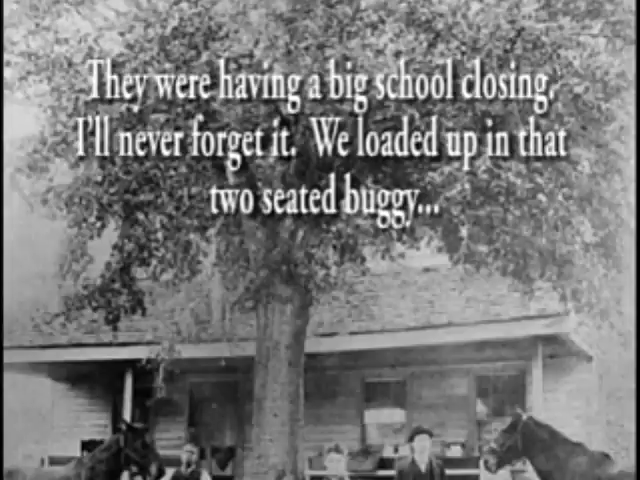 They were having a big school closing.
I'll never forget it. We loaded up in that
two seated buggy...